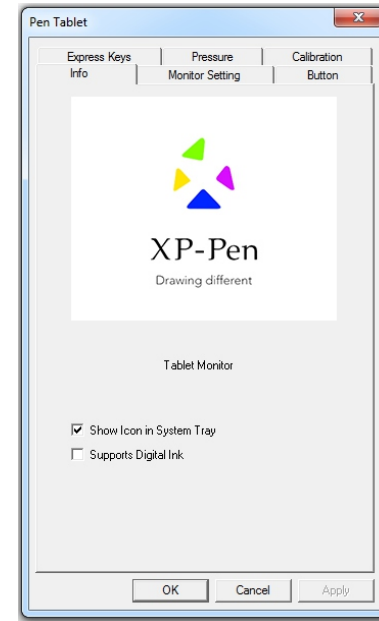 Pen Tablet
Express Keys Pressure Calibration
Info Monitor Setting Button
XP-Pen
Drawing different
Tablet Monitor
Show Icon in System Tray
Supports Digital Ink
OK Cancel Apply